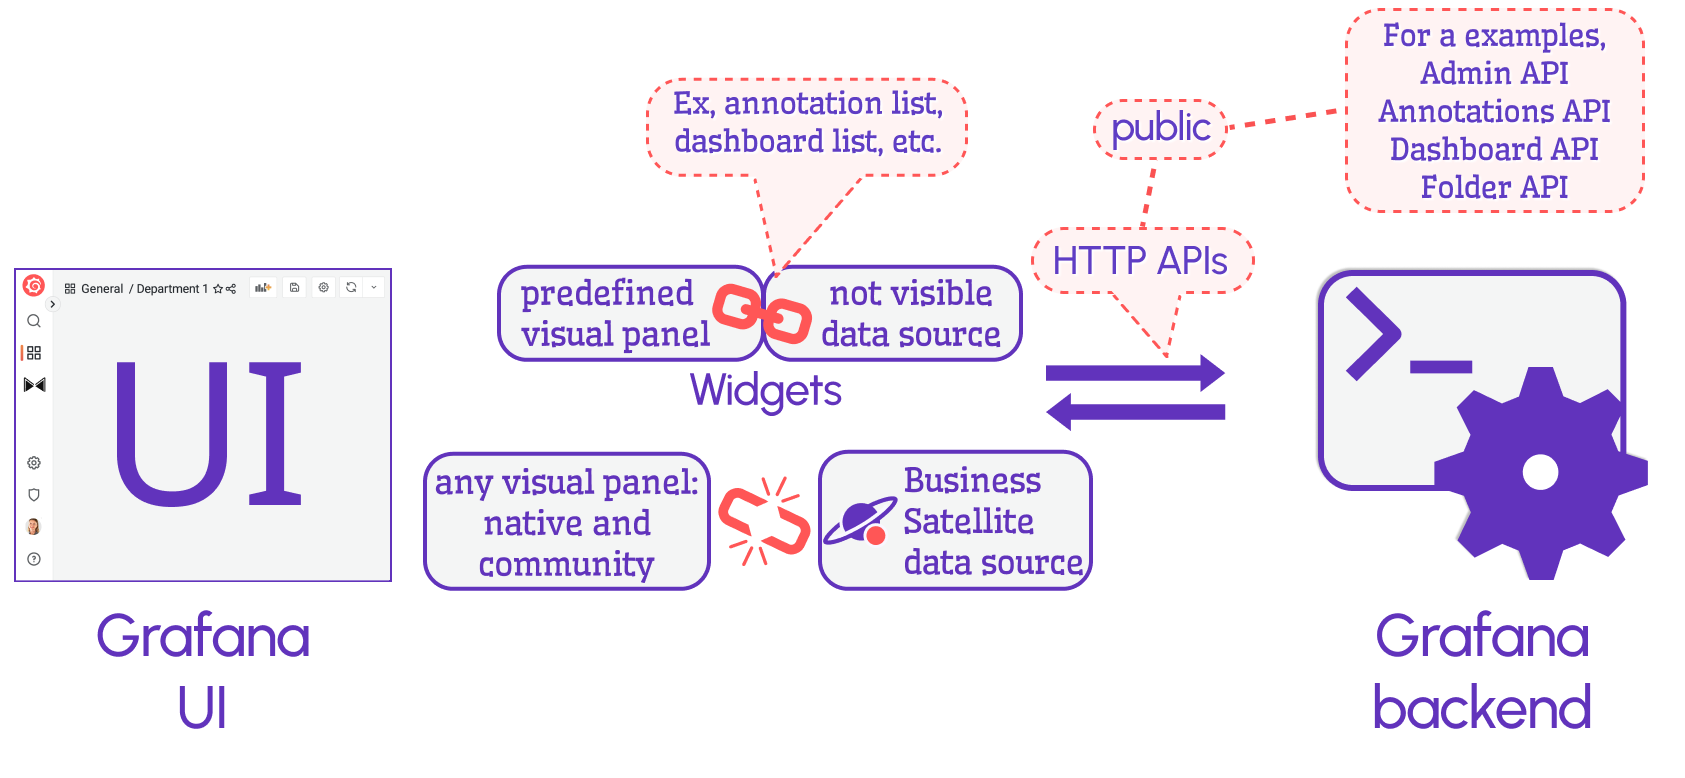 General / Department 1
UI
Grafana
UI
Ex, annotation list,
dashboard list, etc.
predefined
visual panel
not visible
data source
Widgets
any visual panel:
native and
community
Business
Satellite
data source
public
HTTP APIs
For a examples,
Admin API
Annotations API
Dashboard API
Folder API
>_
Grafana
backend